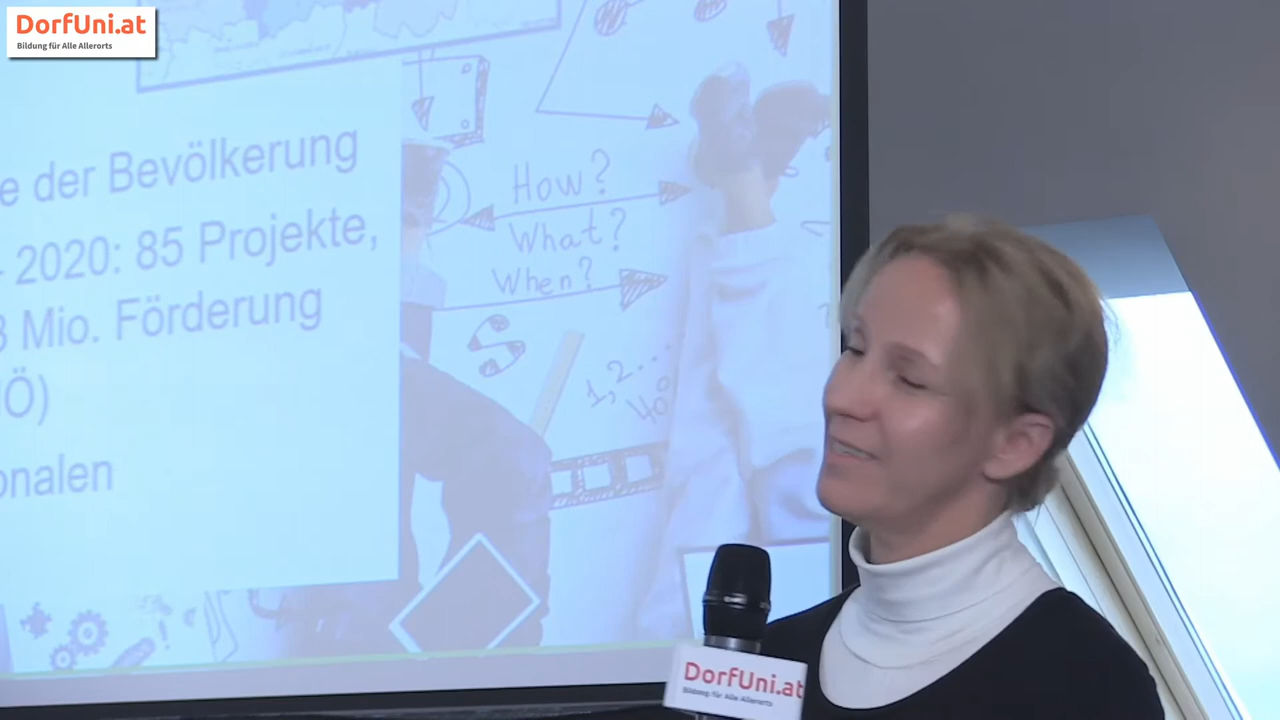 DorfUni.at
Bildung für Alle Allerorts
e der Bevölkerung
How?
What?
When?
- 2020: 85 Projekte,
3 Mio. Förderung
S
1,2....
IÖ)
onalen
DorfUni.at
Bildung für Alle Allerorts